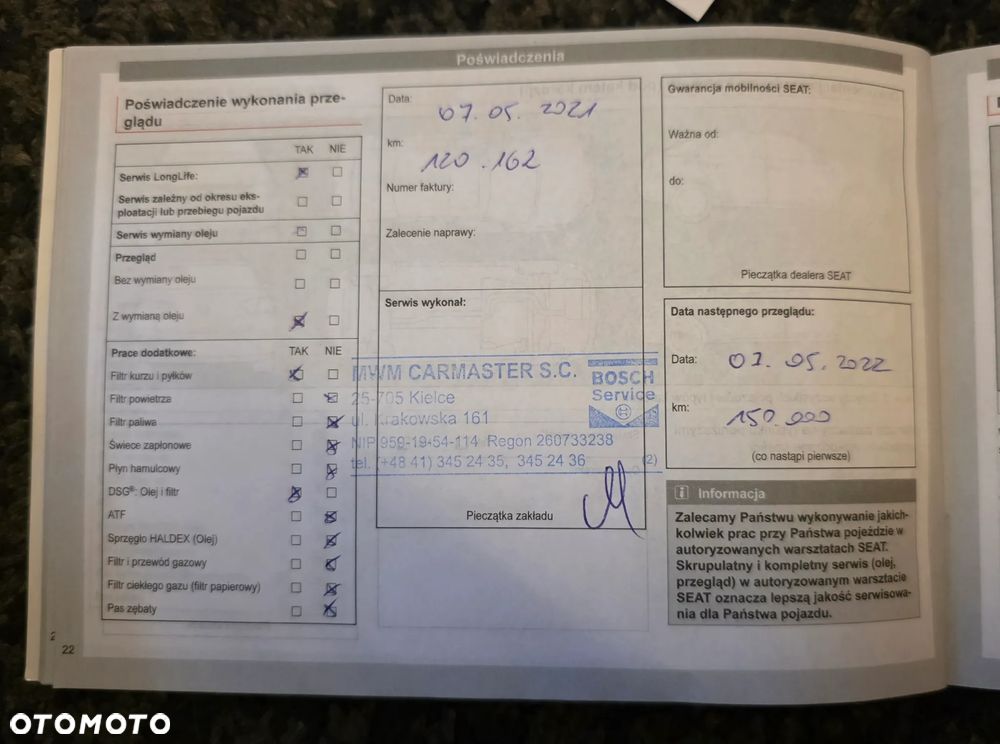 Poświadczenia
Poświadczenie wykonania prze-
glądu
TAK NIE
Serwis LongLife:
Serwis zależny od okresu eks-
ploatacji lub przebiegu pojazdu
Serwis wymiany oleju
Przegląd
Bez wymiany oleju
Z wymianą oleju
Prace dodatkowe: TAK NIE
Filtr kurzu i pyłków
Filtr powietrza
Filtr paliwa
Świece zapłonowe
Płyn hamulcowy
DSG®: Olej i filtr
ATF
Sprzęgło HALDEX (Olej)
Filtr i przewód gazowy
Filtr ciekłego gazu (filtr papierowy)
Pas zębaty
22
Data:
07.05. 2021
km:
120.162
Numer faktury:
Zalecenie naprawy:
Serwis wykonał:
MWM CARMASTER S.C.
25-705 Kielce
ul. Krakowska 161
NIP 959-19-54-114 Regon 260733238
tel. (+48 41) 345 24 35, 345 24 36 (2)
BOSCH
Service
Pieczątka zakładu
Gwarancja mobilności SEAT:
Ważna od:
do:
Pieczątka dealera SEAT
Data następnego przeglądu:
Data: 07.05.2022
km: 150.000
(co nastąpi pierwsze)
i Informacja
Zalecamy Państwu wykonywanie jakich-
kolwiek prac przy Państwa pojeździe w
autoryzowanych warsztatach SEAT.
Skrupulatny i kompletny serwis (olej,
przegląd) w autoryzowanym warsztacie
SEAT oznacza lepszą jakość serwisowa-
nia dla Państwa pojazdu.
OTOMOTO